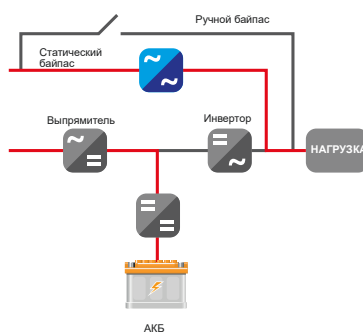 Ручной байпас
Статический
байпас
Выпрямитель
Инвертор
НАГРУЗКА
АКБ